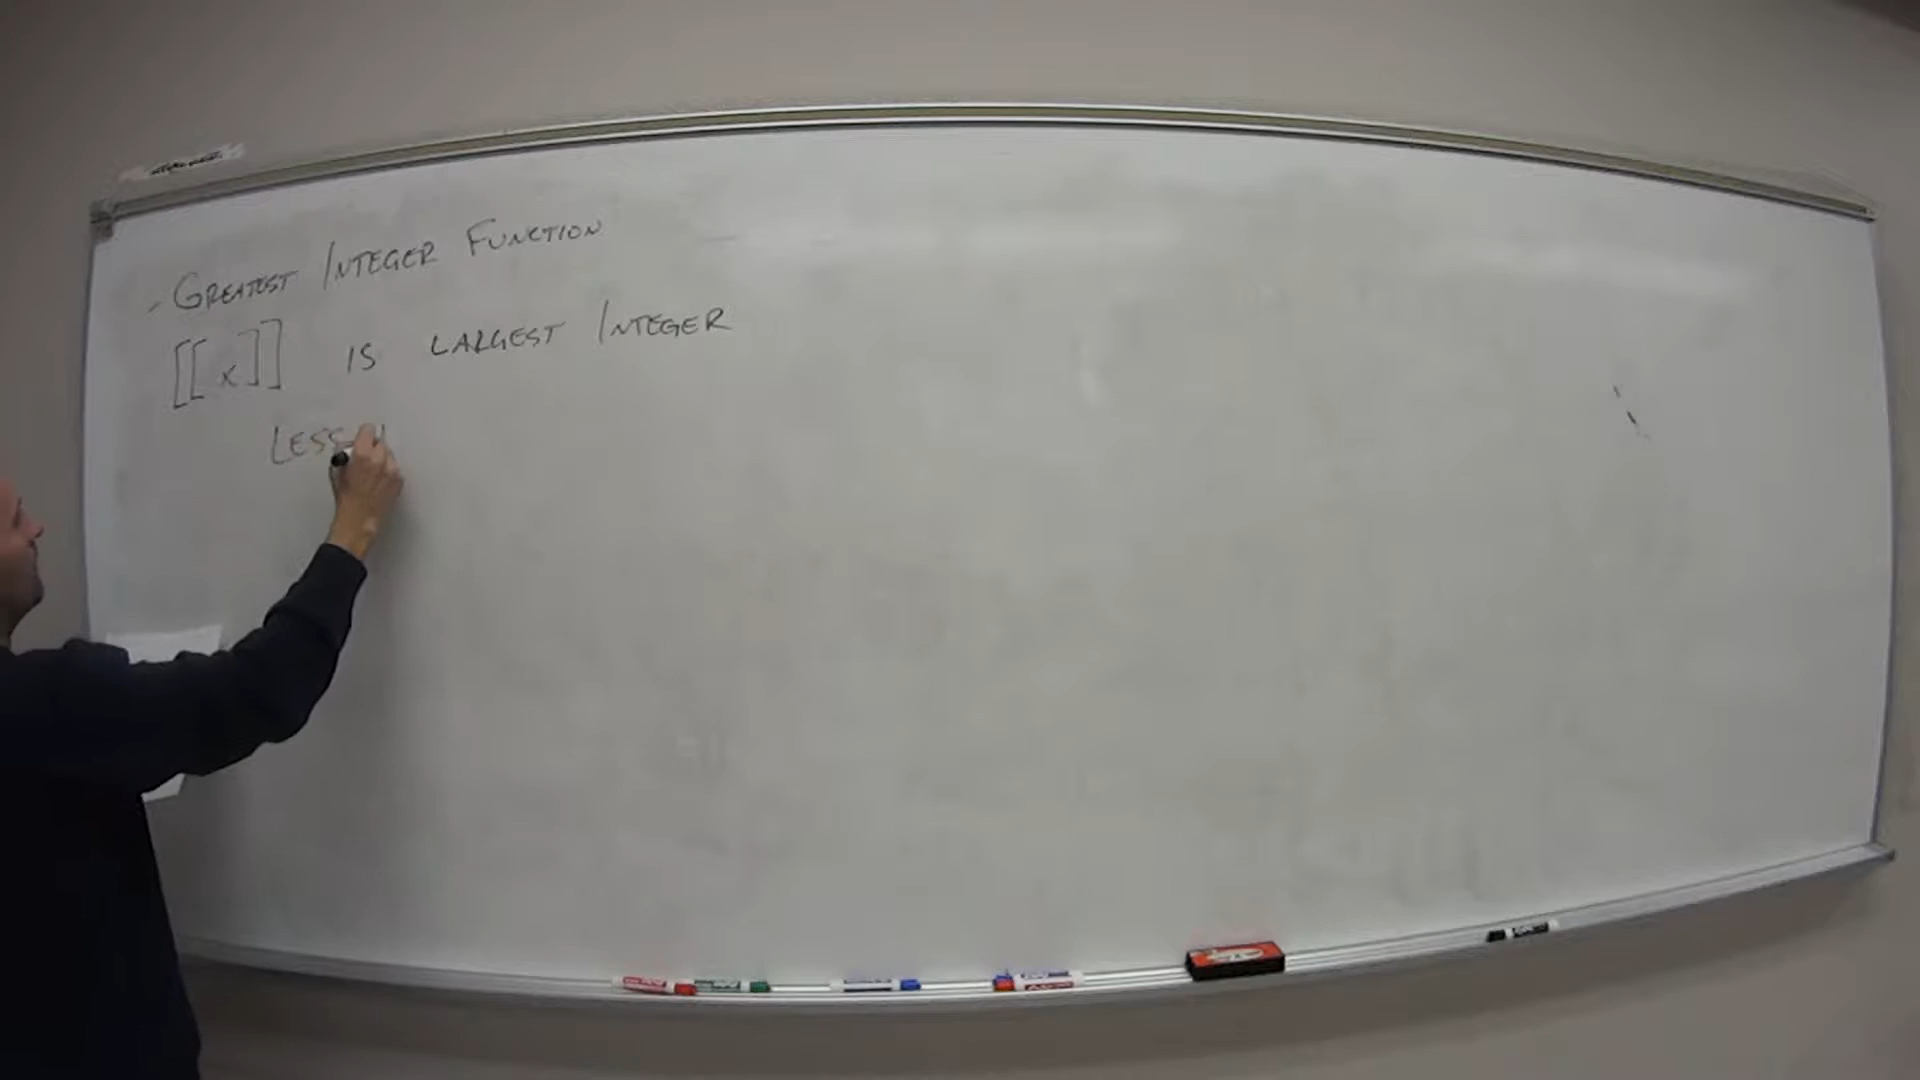 - GREATEST INTEGER FUNCTION
[[x]] IS LARGEST INTEGER
LESS